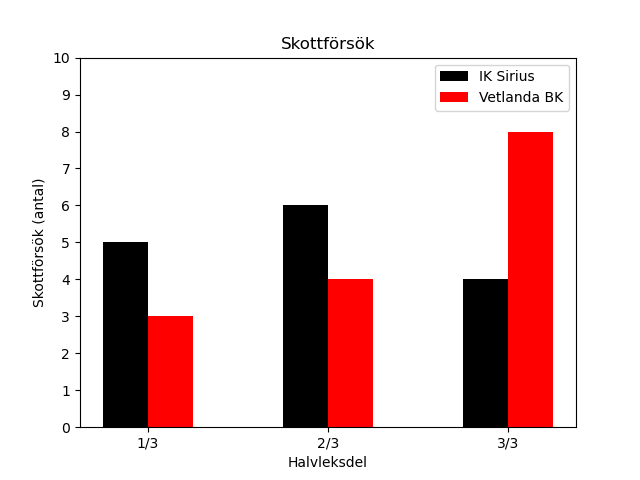 Skottförsök
IK Sirius
Vetlanda BK
Skottförsök (antal)
10
9
8
7
6
5
4
3
2
1
0
1/3 2/3 3/3
Halvleksdel